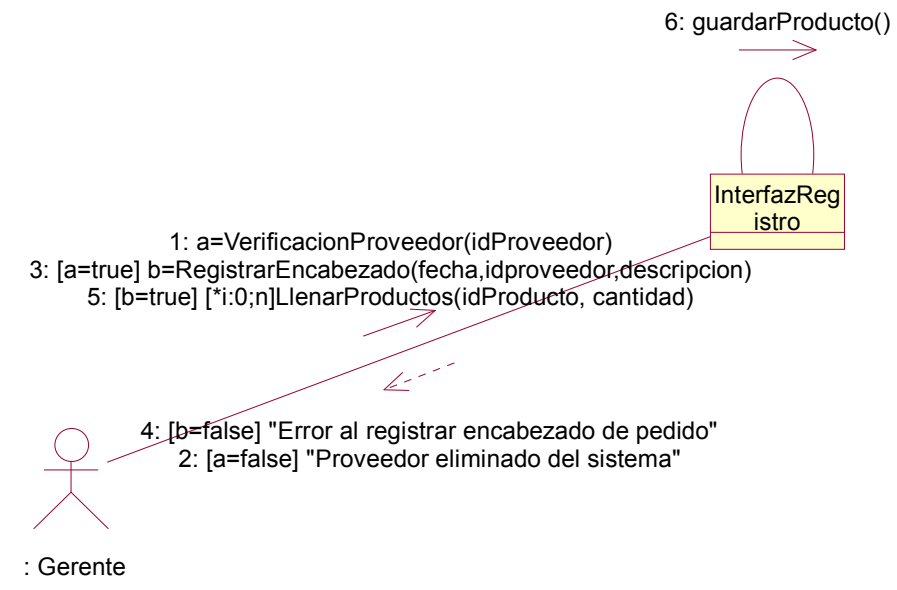 6: guardarProducto()
InterfazReg
istro
1: a=VerificacionProveedor(idProveedor)
3: [a=true] b=RegistrarEncabezado(fecha,idproveedor,descripcion)
5: [b=true] [*i:0;n]LlenarProductos(idProducto, cantidad)
4: [b=false] "Error al registrar encabezado de pedido"
2: [a=false] "Proveedor eliminado del sistema"
: Gerente